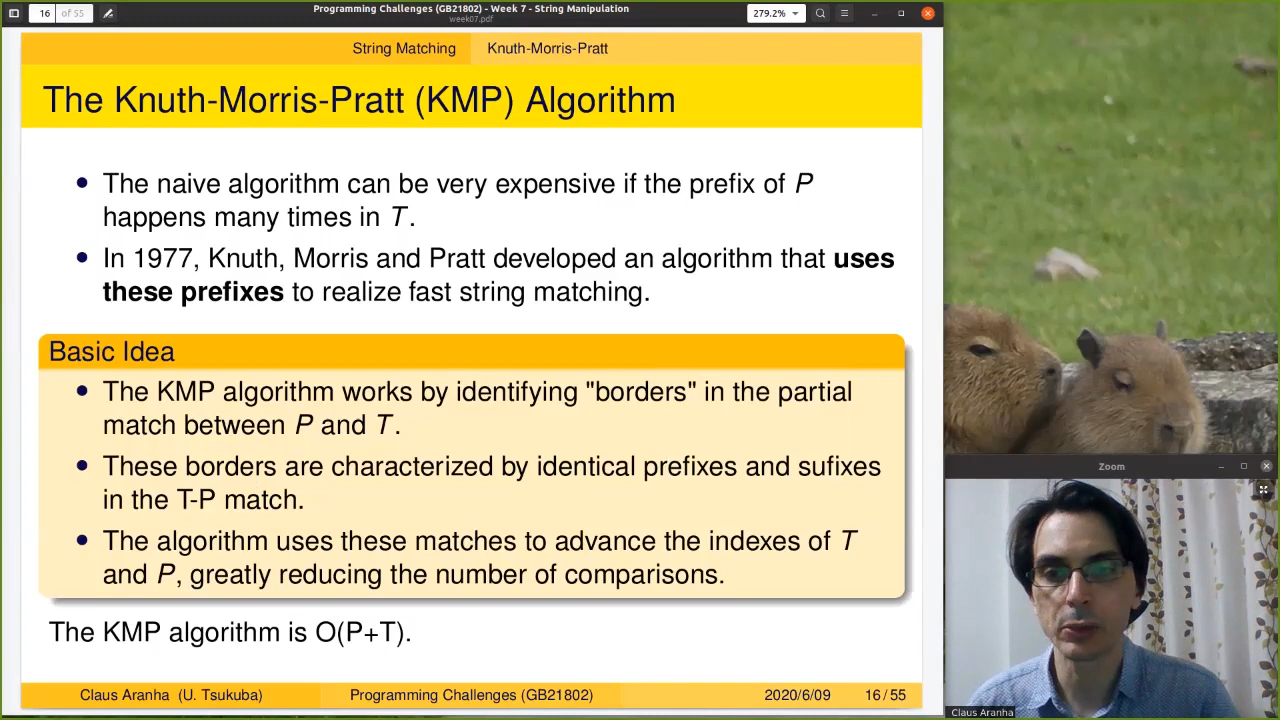 16 of 55
Programming Challenges (GB21802) - Week 7 - String Manipulation
week07.pdf
279.2%
String Matching Knuth-Morris-Pratt
The Knuth-Morris-Pratt (KMP) Algorithm
The naive algorithm can be very expensive if the prefix of P
happens many times in T.
In 1977, Knuth, Morris and Pratt developed an algorithm that uses
these prefixes to realize fast string matching.
Basic Idea
The KMP algorithm works by identifying "borders" in the partial
match between P and T.
These borders are characterized by identical prefixes and sufixes
in the T-P match.
The algorithm uses these matches to advance the indexes of T
and P, greatly reducing the number of comparisons.
The KMP algorithm is O(P+T).
Claus Aranha (U. Tsukuba) Programming Challenges (GB21802) 2020/6/09 16 / 55
Zoom
Claus Aranha